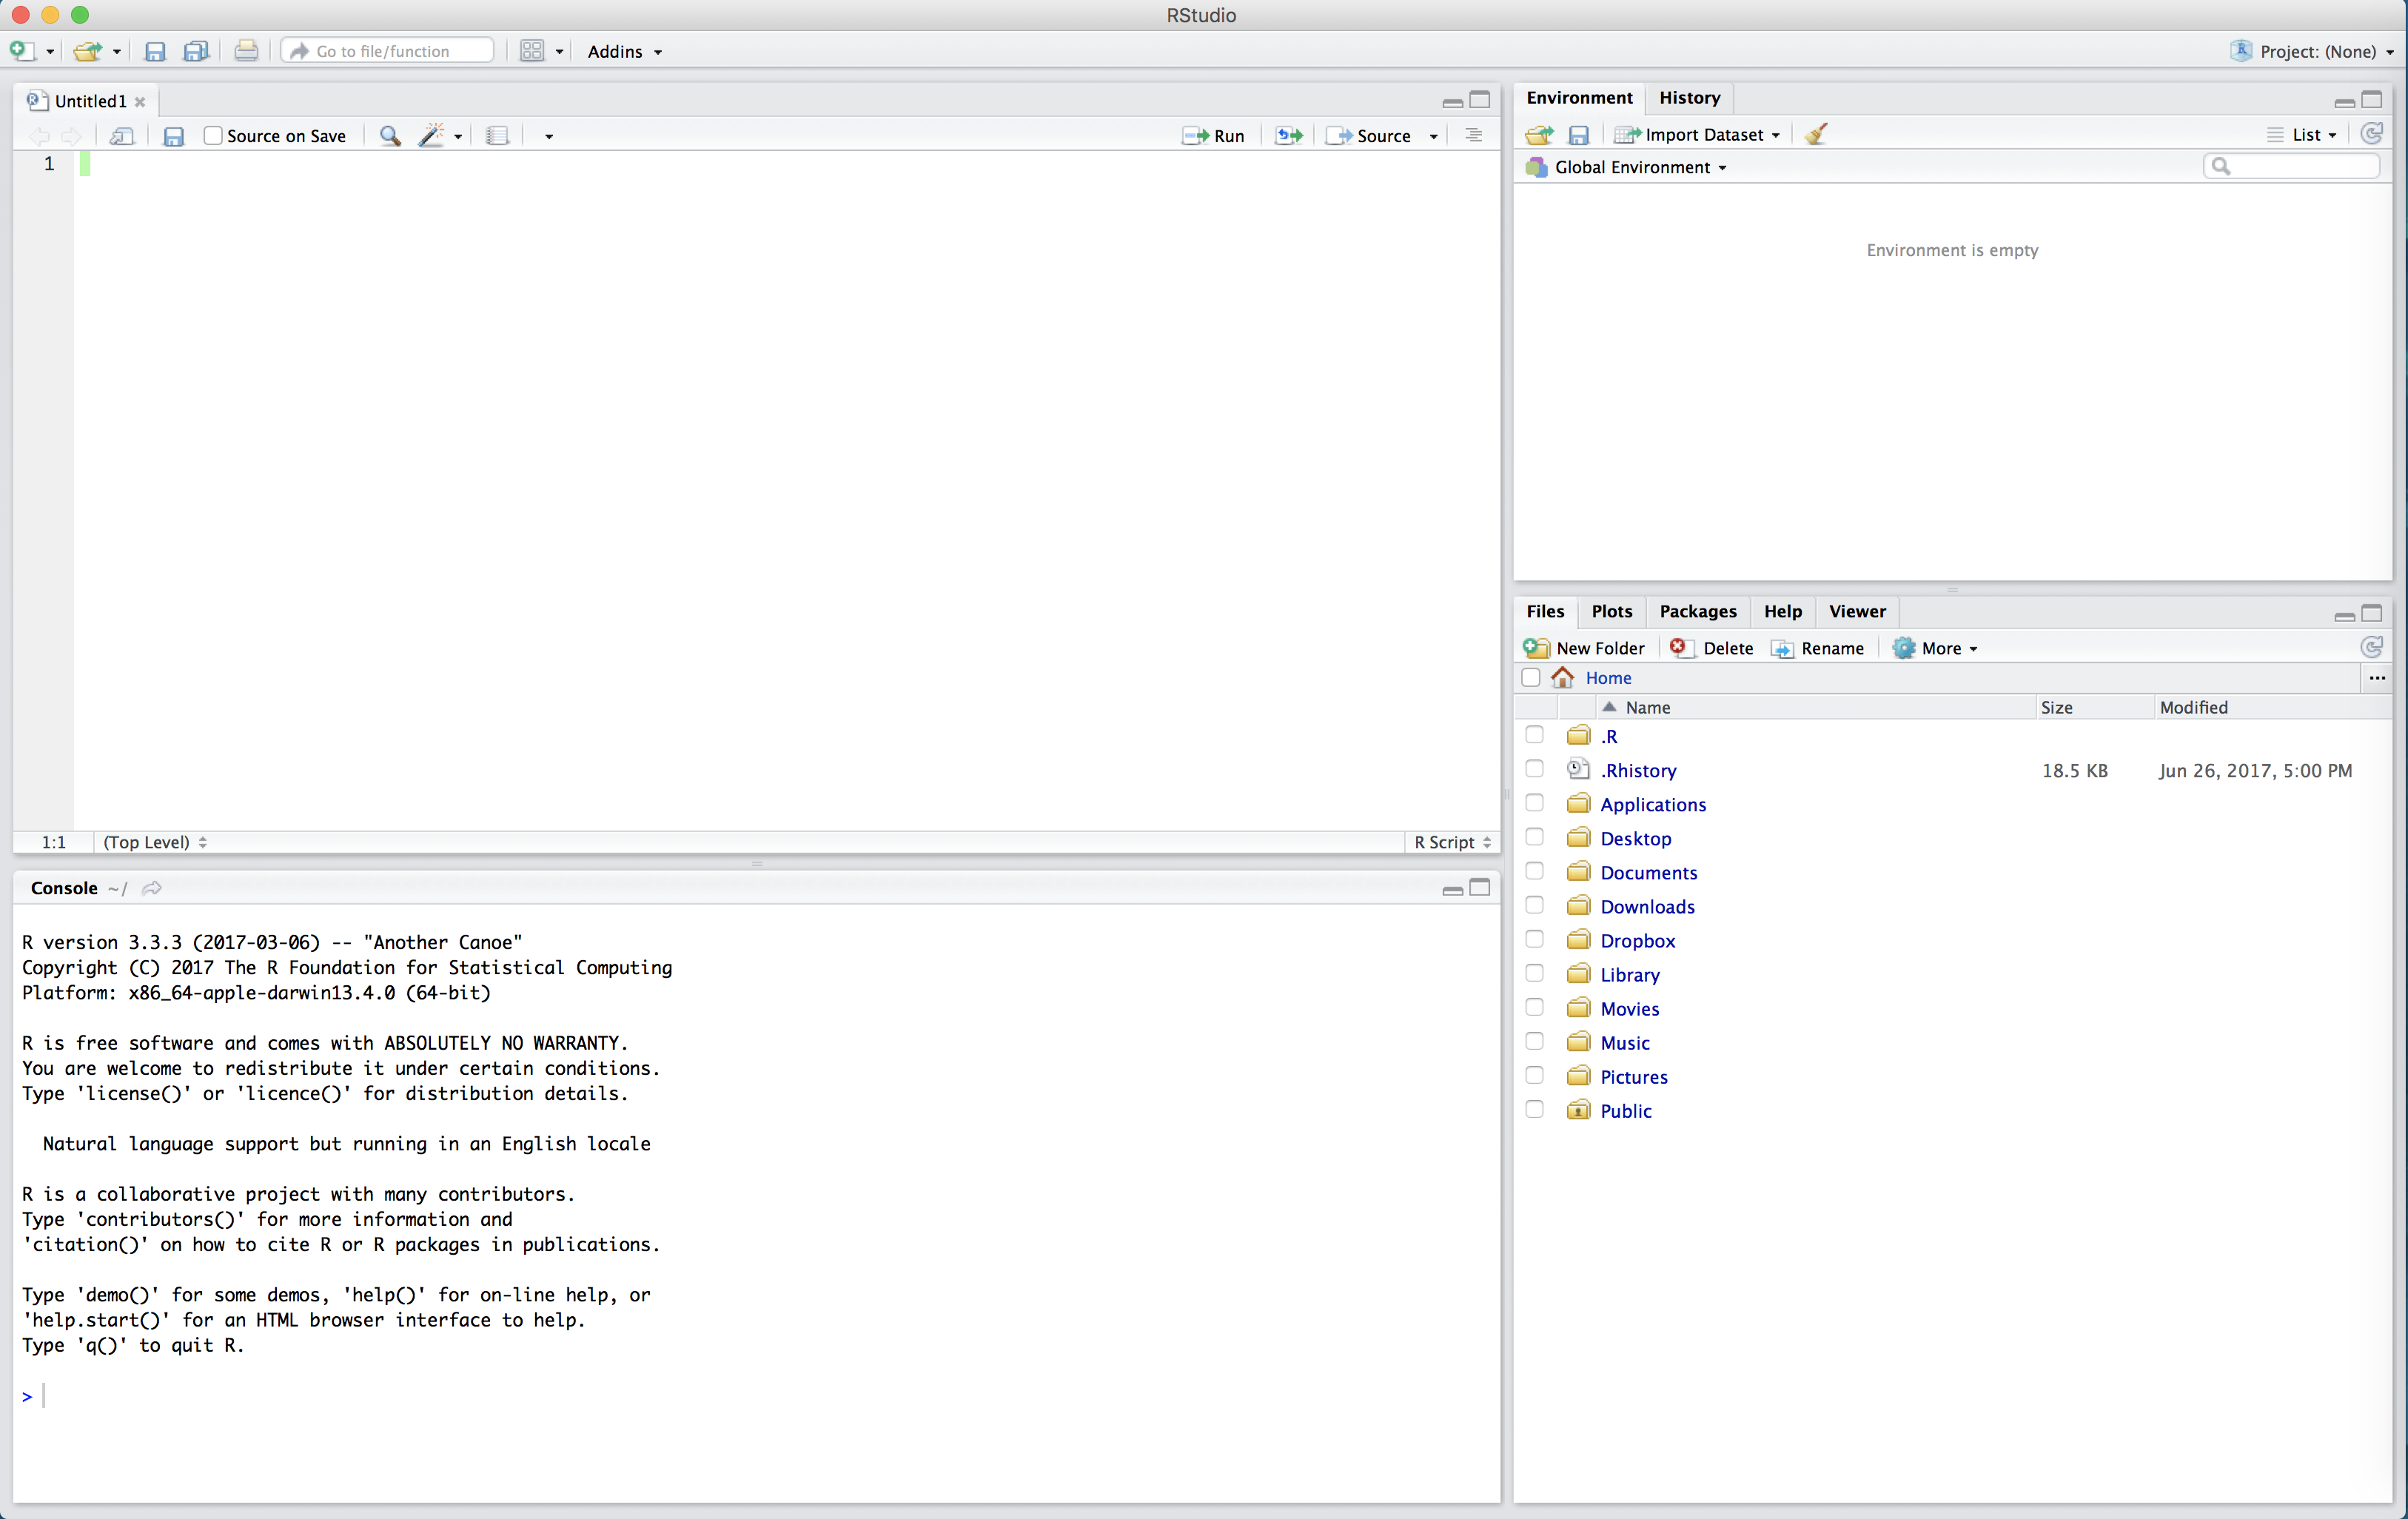 RStudio
Go to file/function
Addins
Project: (None)
Untitled1
Source on Save
Run
Source
1
1:1 (Top Level)
R Script
Console ~/
R version 3.3.3 (2017-03-06) -- "Another Canoe"
Copyright (C) 2017 The R Foundation for Statistical Computing
Platform: x86_64-apple-darwin13.4.0 (64-bit)
R is free software and comes with ABSOLUTELY NO WARRANTY.
You are welcome to redistribute it under certain conditions.
Type 'license()' or 'licence()' for distribution details.
Natural language support but running in an English locale
R is a collaborative project with many contributors.
Type 'contributors()' for more information and
'citation()' on how to cite R or R packages in publications.
Type 'demo()' for some demos, 'help()' for on-line help, or
'help.start()' for an HTML browser interface to help.
Type 'q()' to quit R.
>
Environment History
Import Dataset
List
Global Environment
Environment is empty
Files Plots Packages Help Viewer
New Folder Delete Rename More
Home ...
Name Size Modified
.R
.Rhistory 18.5 KB Jun 26, 2017, 5:00 PM
Applications
Desktop
Documents
Downloads
Dropbox
Library
Movies
Music
Pictures
Public